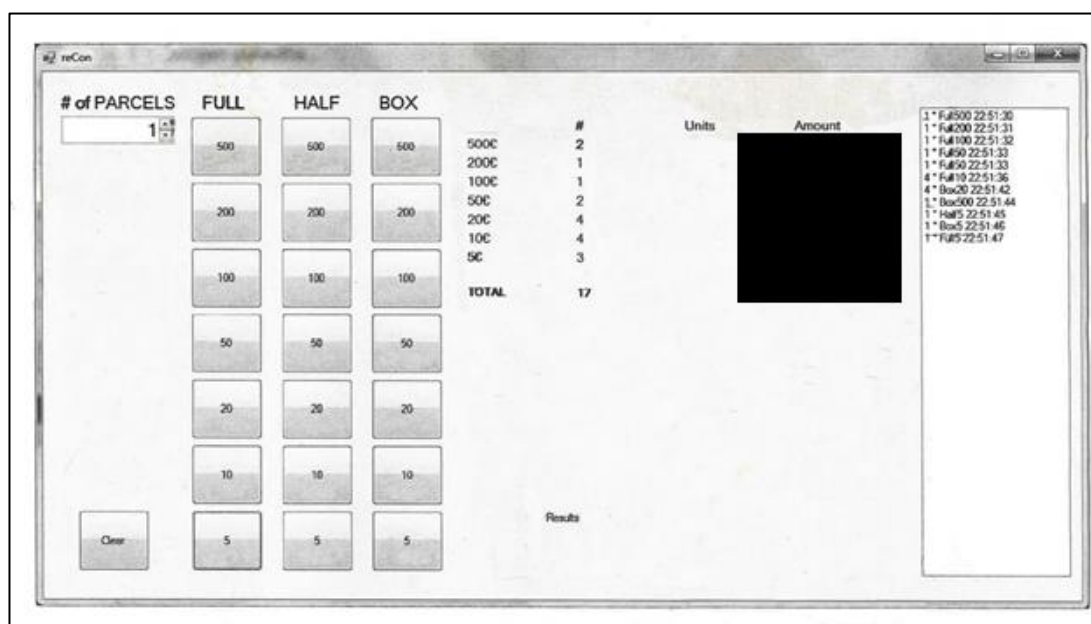 reCon
# of PARCELS FULL HALF BOX
1
500 500 500
200 200 200
100 100 100
50 50 50
20 20 20
10 10 10
Clear 5 5 5
# Units Amount
500€ 2
200€ 1
100€ 1
50€ 2
20€ 4
10€ 4
5€ 3
TOTAL 17
Results
1 * Full500 22:51:30
1 * Full200 22:51:31
1 * Full100 22:51:32
1 * Full50 22:51:33
1 * Full50 22:51:33
4 * Full10 22:51:36
4 * Box20 22:51:42
1 * Box500 22:51:44
1 * Half5 22:51:45
1 * Box5 22:51:46
1 * Full5 22:51:47